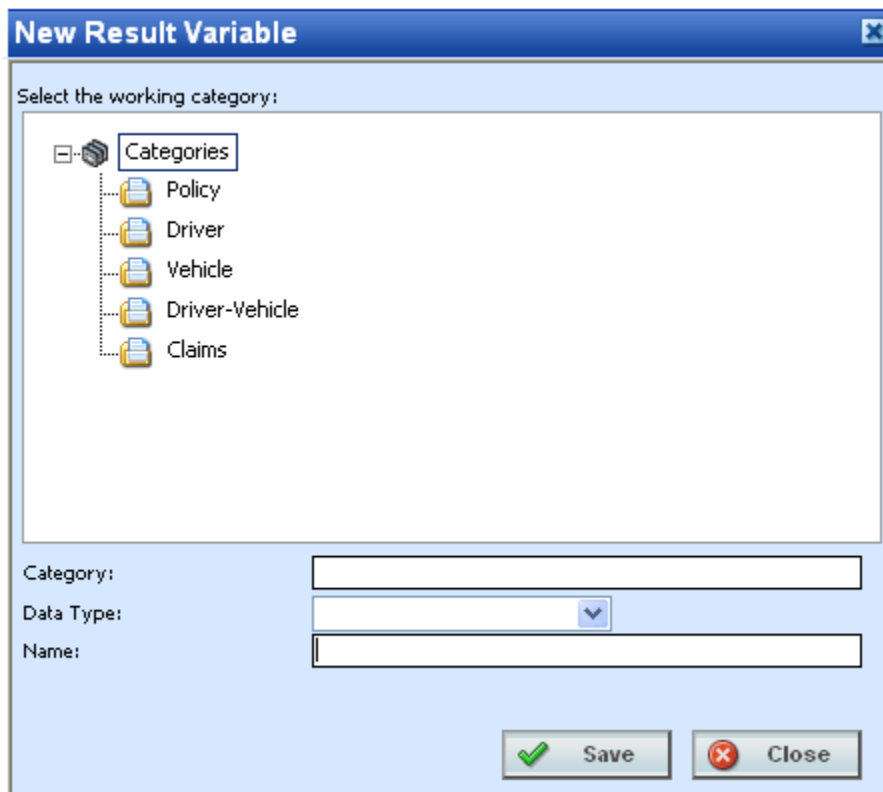 New Result Variable
Select the working category:
Categories
Policy
Driver
Vehicle
Driver-Vehicle
Claims
Category:
Data Type:
Name:
Save
Close